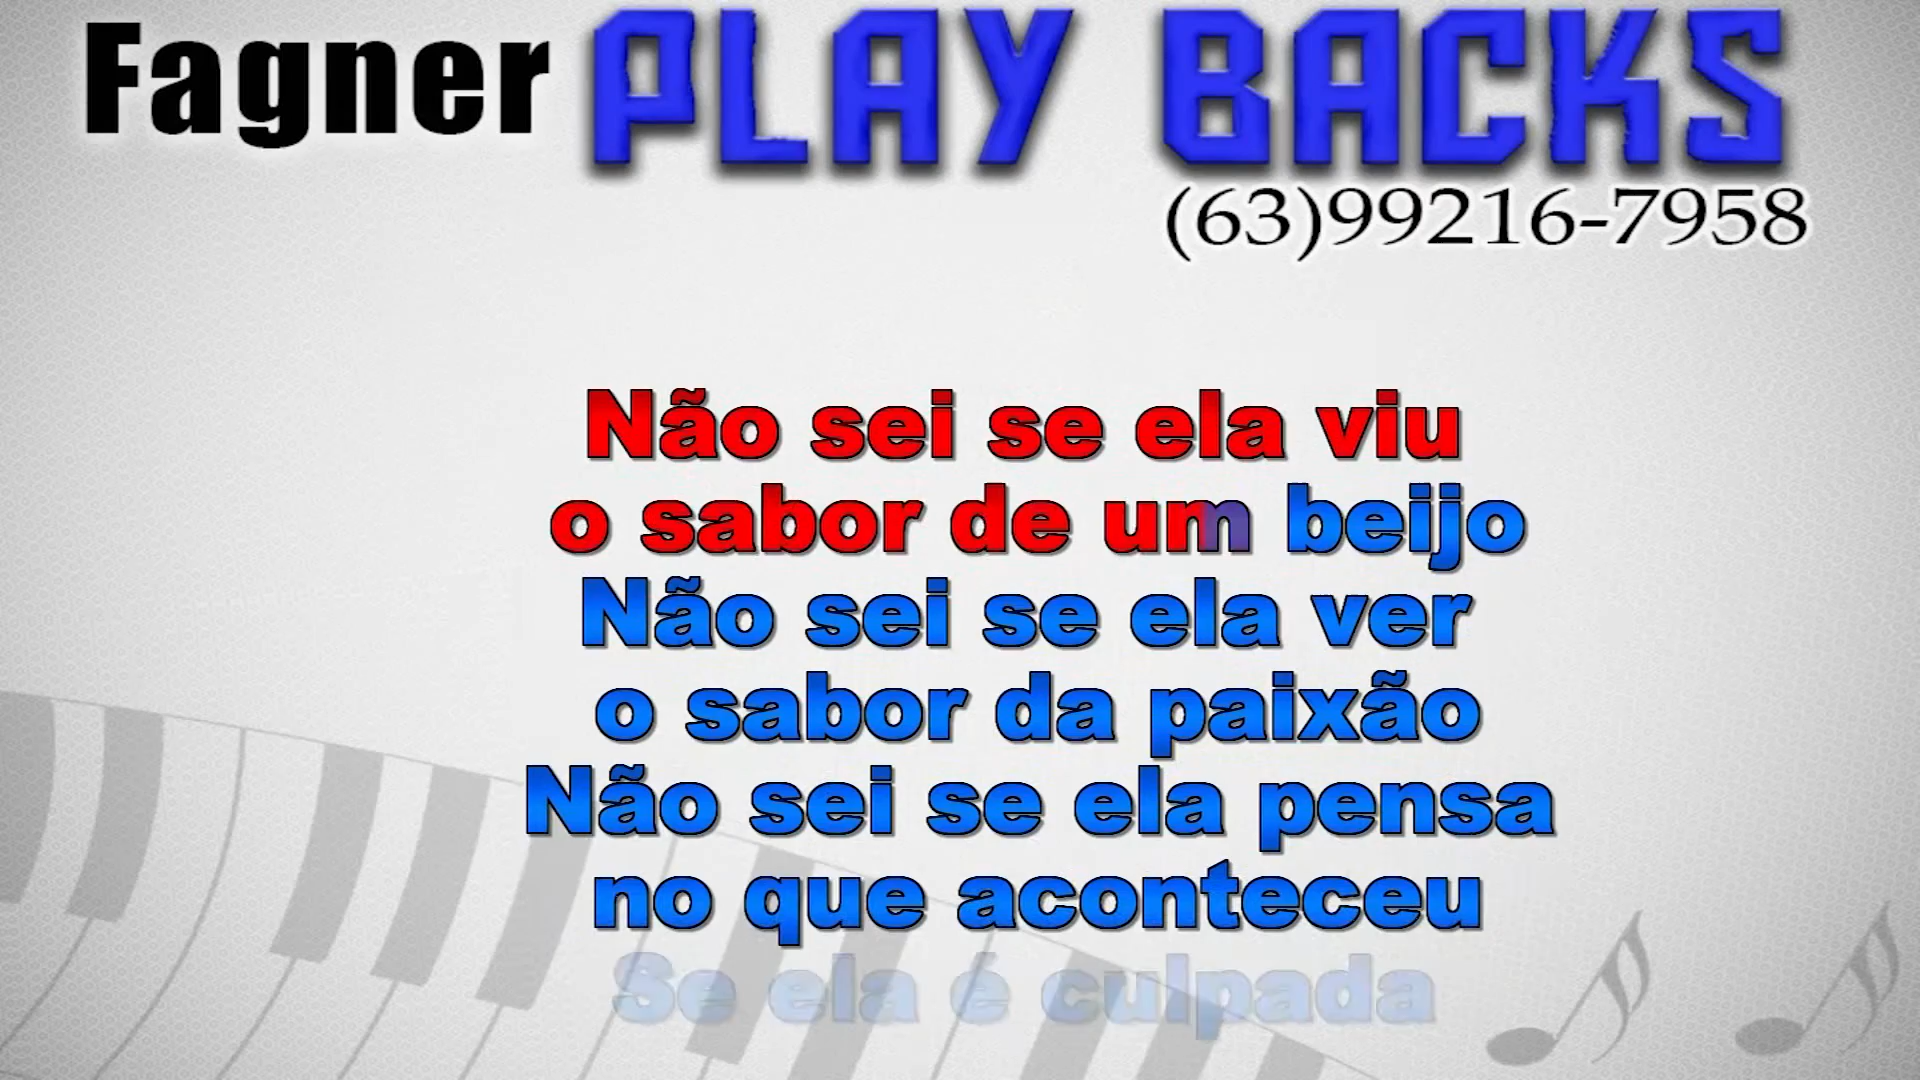 Fagner PLAY BACKS
(63)99216-7958
Não sei se ela viu
o sabor de um beijo
Não sei se ela ver
o sabor da paixão
Não sei se ela pensa
no que aconteceu
Se ela é culpada